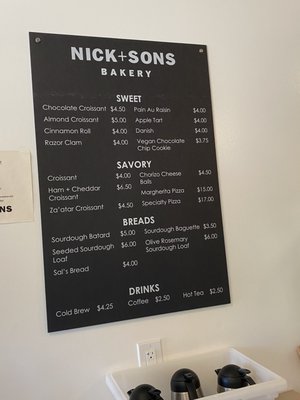 NICK+SONS
BAKERY
SWEET
Chocolate Croissant $4.50
Almond Croissant $5.00
Cinnamon Roll $4.00
Razor Clam $4.00
Pain Au Raisin $4.00
Apple Tart $4.00
Danish $4.00
Vegan Chocolate $3.75
Chip Cookie
SAVORY
Croissant $4.00
Ham + Cheddar $6.50
Croissant
Za'atar Croissant $4.50
Chorizo Cheese $4.50
Balls
Margherita Pizza $15.00
Specialty Pizza $17.00
BREADS
Sourdough Batard $5.00
Seeded Sourdough $6.00
Loaf
Sal's Bread $4.00
Sourdough Baguette $3.50
Olive Rosemary $6.00
Sourdough Loaf
DRINKS
Cold Brew $4.25
Coffee $2.50
Hot Tea $2.50
NS